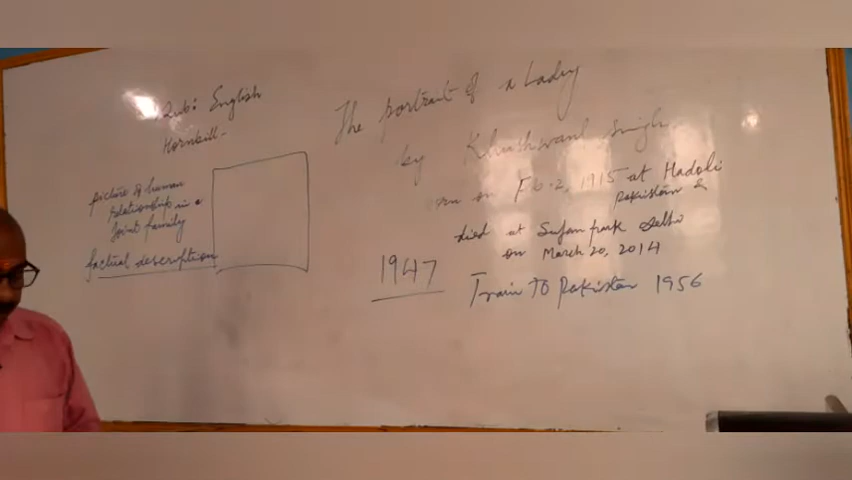 Sub: English
Hornbill-
The portrait of a Lady
by Khushwant Singh
on Feb. 2, 1915 at Hadali
Pakistan &
died at Sujan park Delhi
on March 20, 2014
1947
Train To Pakistan 1956
picture of human
relationship in a
joint family
factual description